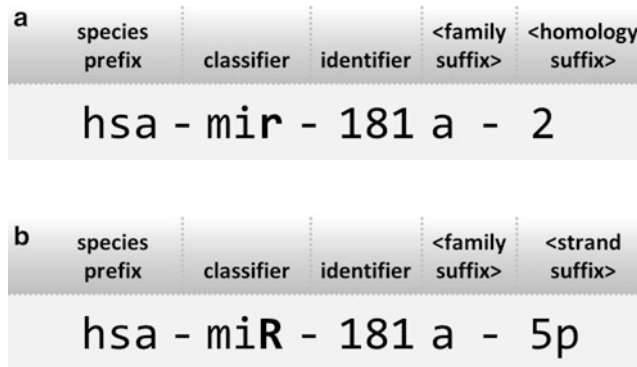 a
species prefix classifier identifier <family suffix> <homology suffix>
hsa - mir - 181 a - 2
b
species prefix classifier identifier <family suffix> <strand suffix>
hsa - miR - 181 a - 5p